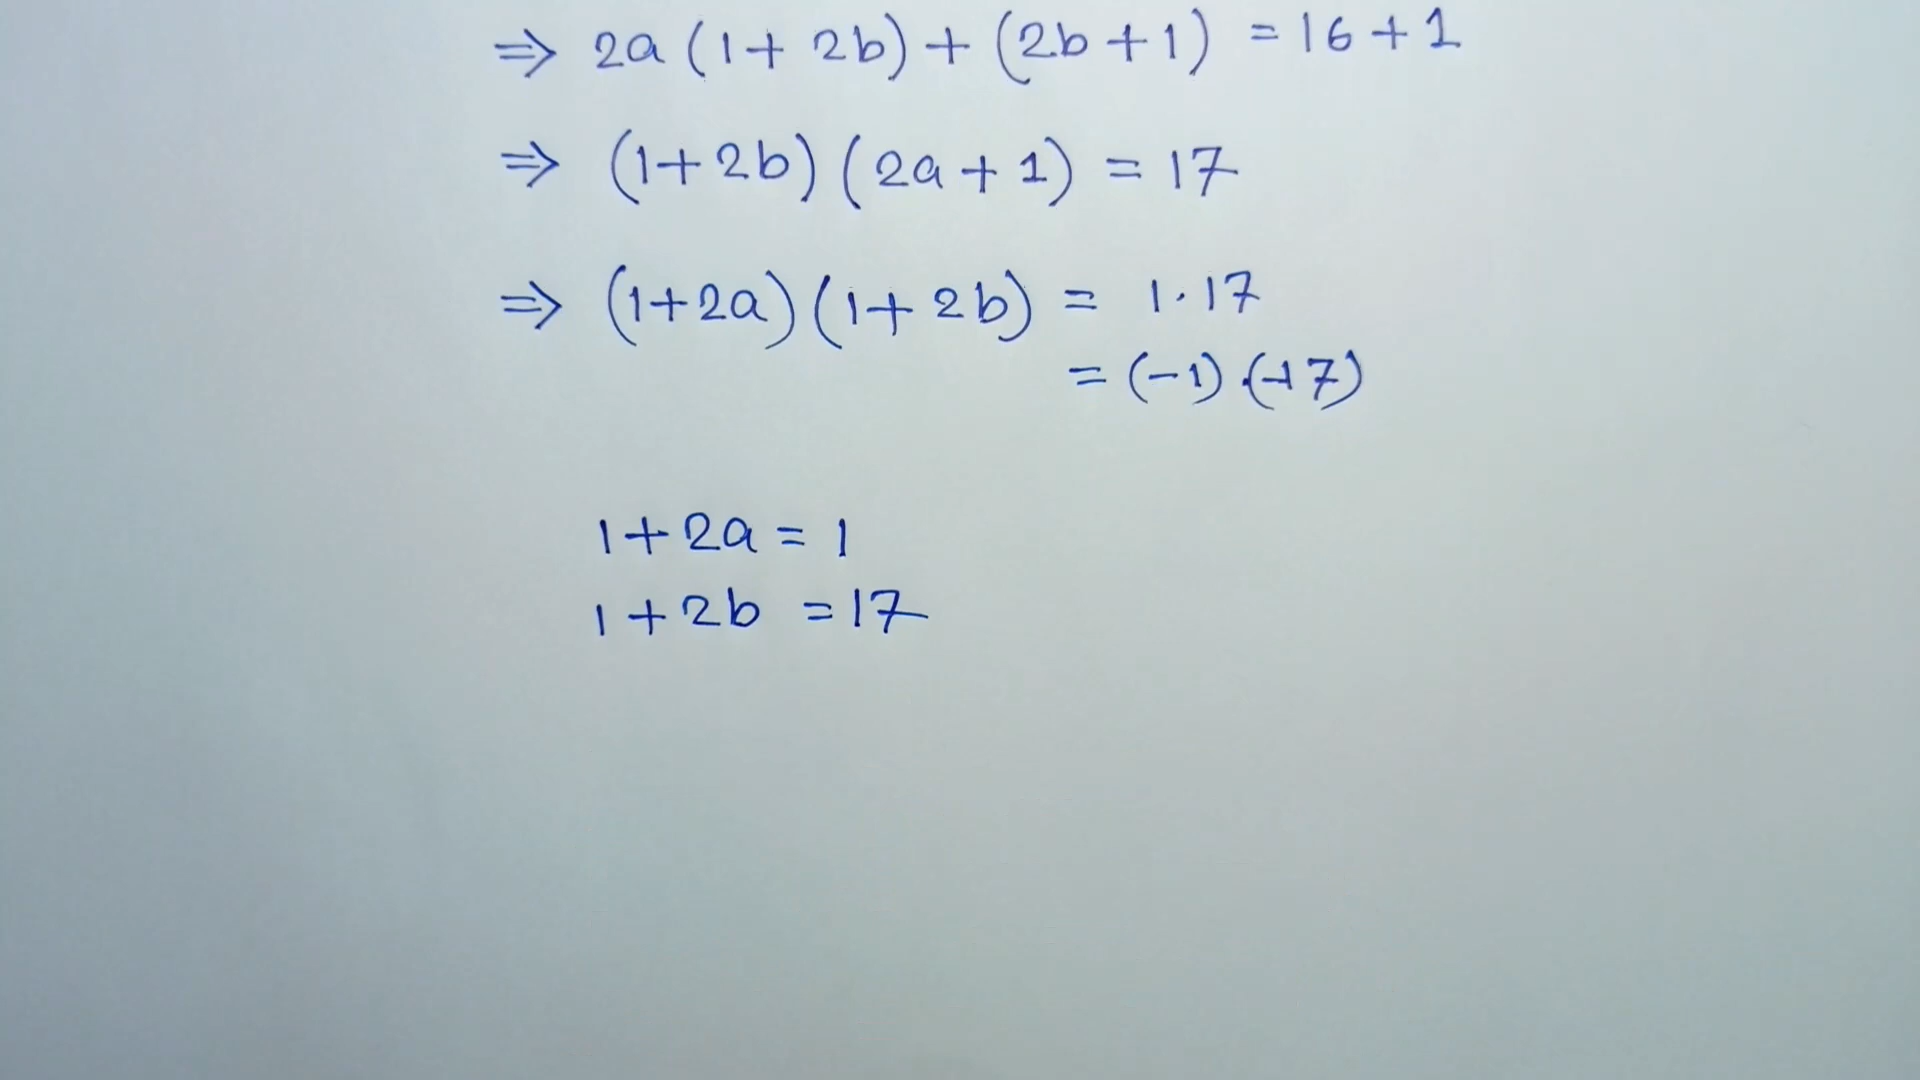 ⇒ 2a (1 + 2b) + (2b + 1) = 16 + 1
⇒ (1 + 2b) (2a + 1) = 17
⇒ (1 + 2a) (1 + 2b) = 1 · 17
= (-1) · (-17)
1 + 2a = 1
1 + 2b = 17